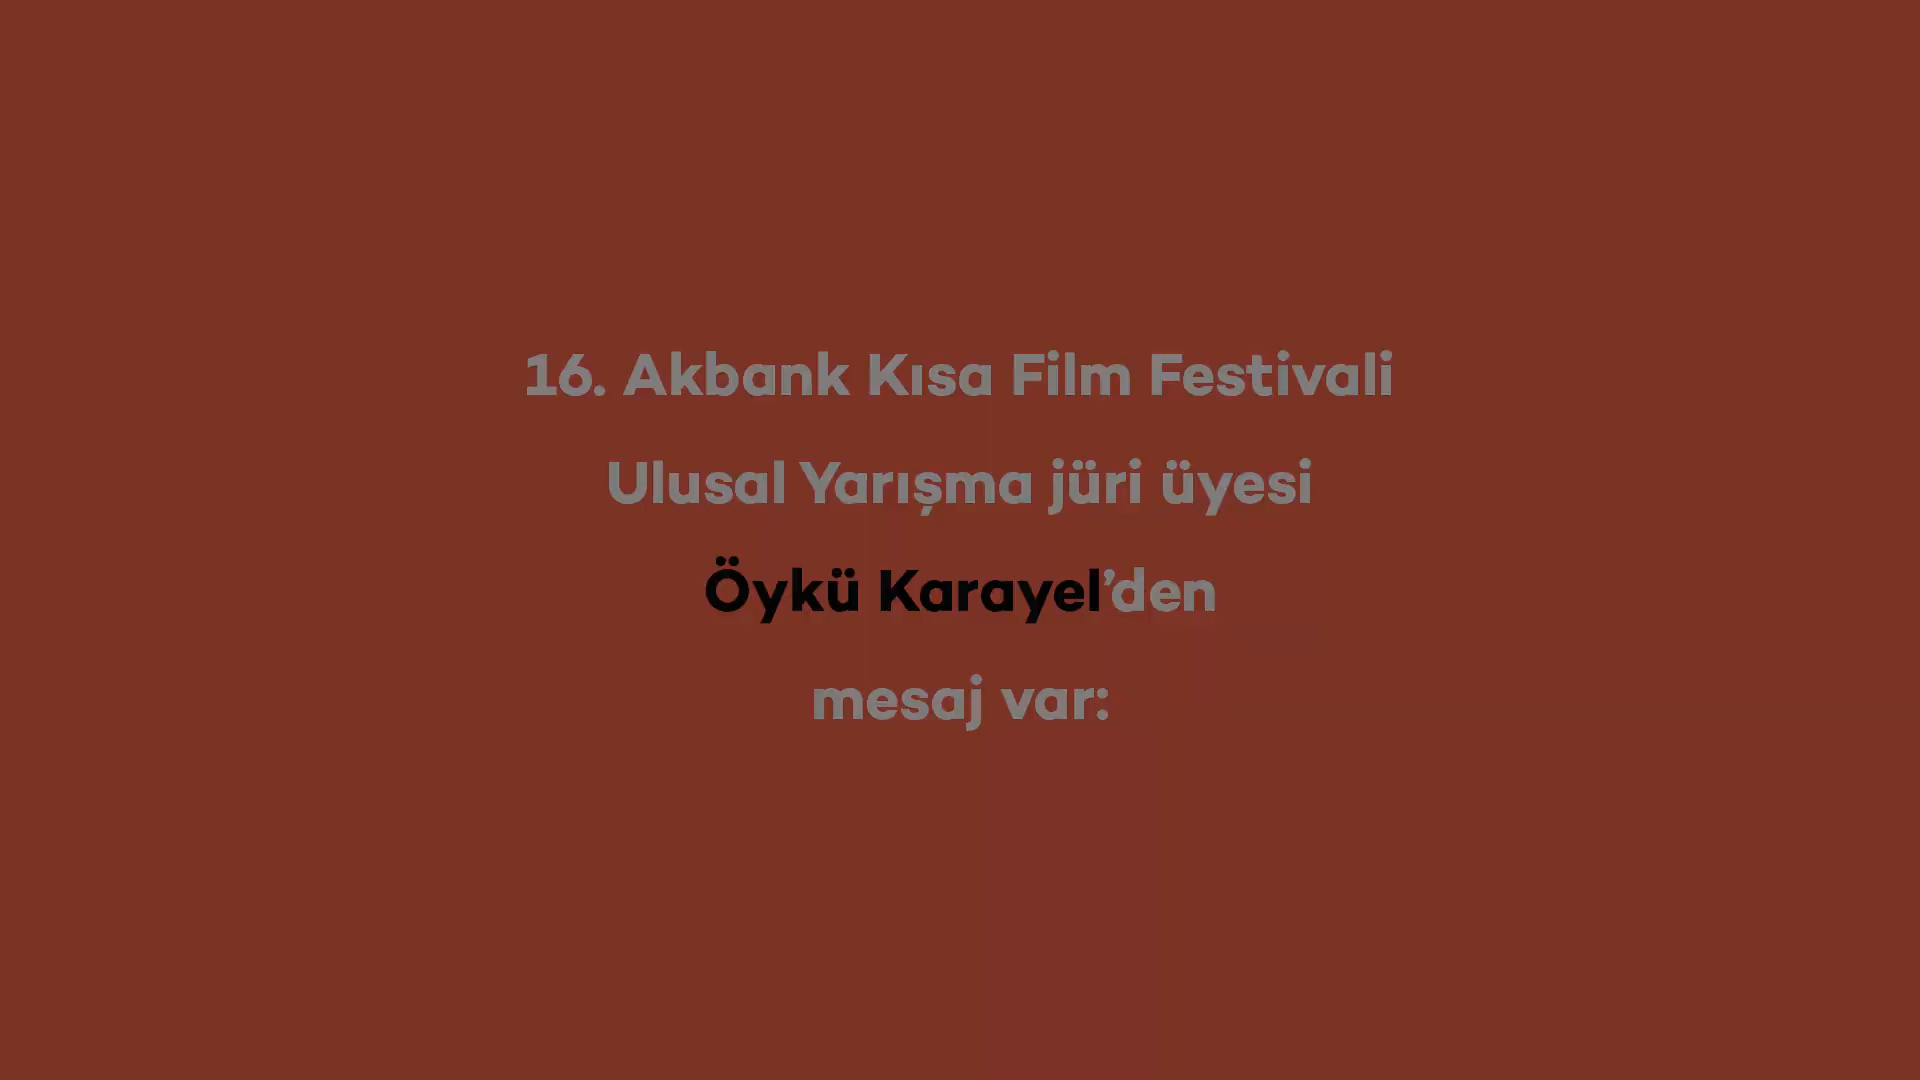 16. Akbank Kısa Film Festivali
Ulusal Yarışma jüri üyesi
Öykü Karayel’den
mesaj var: